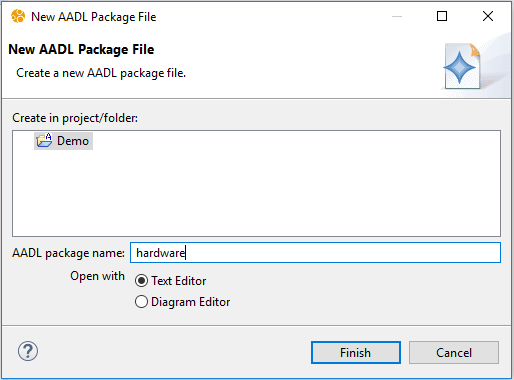 New AADL Package File
New AADL Package File
Create a new AADL package file.
Create in project/folder:
Demo
AADL package name: hardware
Open with Text Editor
Diagram Editor
? Finish Cancel